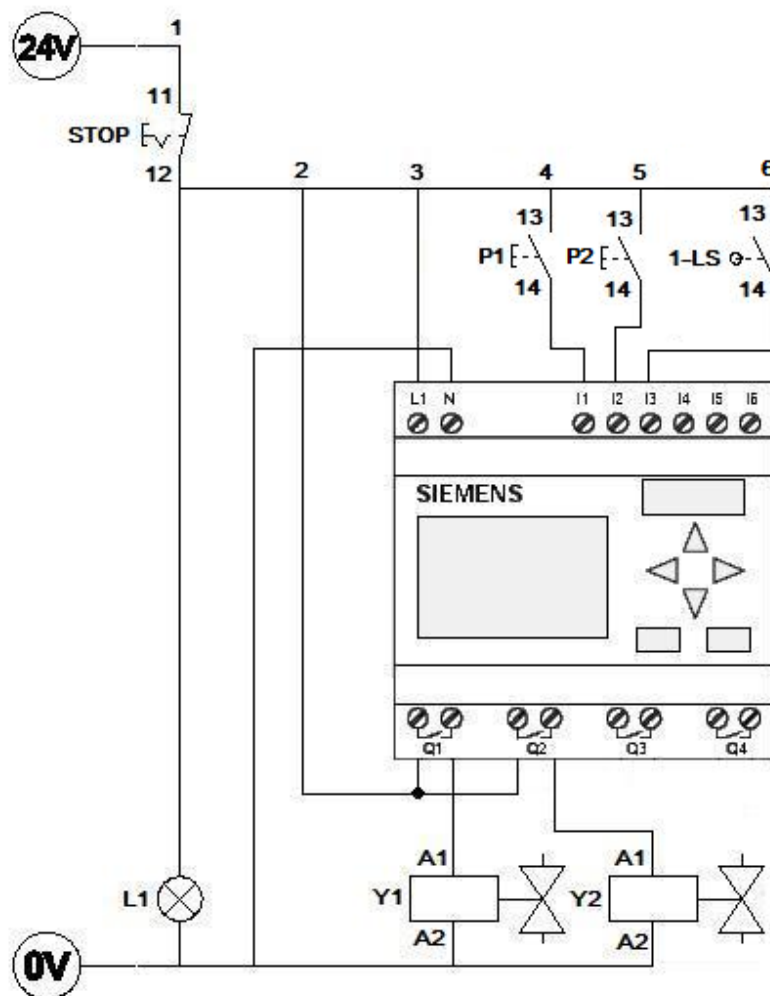 1
24V
11
STOP
12
2 3 4 5 6
13 13 13
P1 P2 1-LS
14 14 14
L1 N I1 I2 I3 I4 I5 I6
SIEMENS
Q1 Q2 Q3 Q4
A1 A1
L1 Y1 Y2
A2 A2
0V